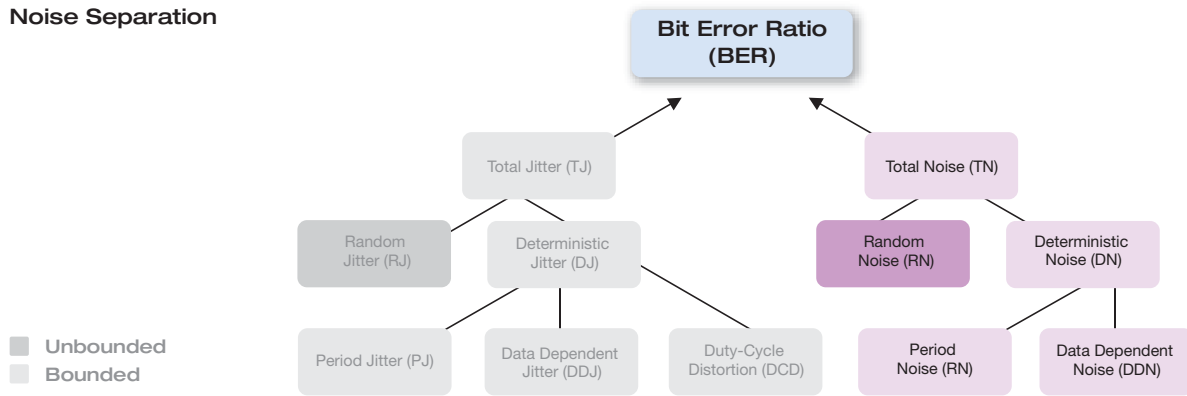 Noise Separation
Bit Error Ratio
(BER)
Total Jitter (TJ)
Total Noise (TN)
Random
Jitter (RJ)
Deterministic
Jitter (DJ)
Random
Noise (RN)
Deterministic
Noise (DN)
Unbounded
Bounded
Period Jitter (PJ)
Data Dependent
Jitter (DDJ)
Duty-Cycle
Distortion (DCD)
Period
Noise (RN)
Data Dependent
Noise (DDN)